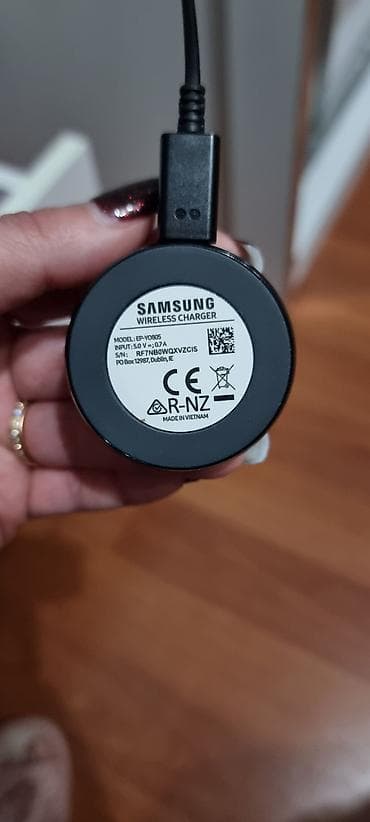 SAMSUNG
WIRELESS CHARGER
MODEL: EP-YO805
INPUT: 5.0 V ⎓ 0.7 A
S/N: RF7NB0WQXVZCIS
PO Box 12987, Dublin, IE
CE
R-NZ
MADE IN VIETNAM